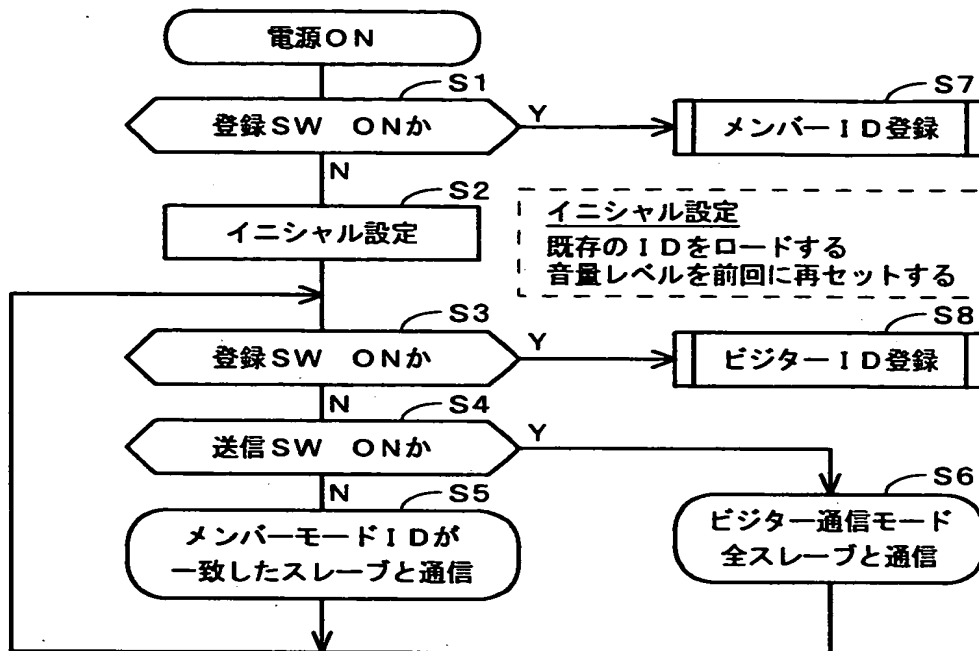 電源ON
S1
登録SW ONか
Y
S7
メンバーID登録
N
S2
イニシャル設定
イニシャル設定
既存のIDをロードする
音量レベルを前回に再セットする
S3
登録SW ONか
Y
S8
ビジターID登録
N
S4
送信SW ONか
Y
N
S5
メンバーモードIDが
一致したスレーブと通信
S6
ビジター通信モード
全スレーブと通信